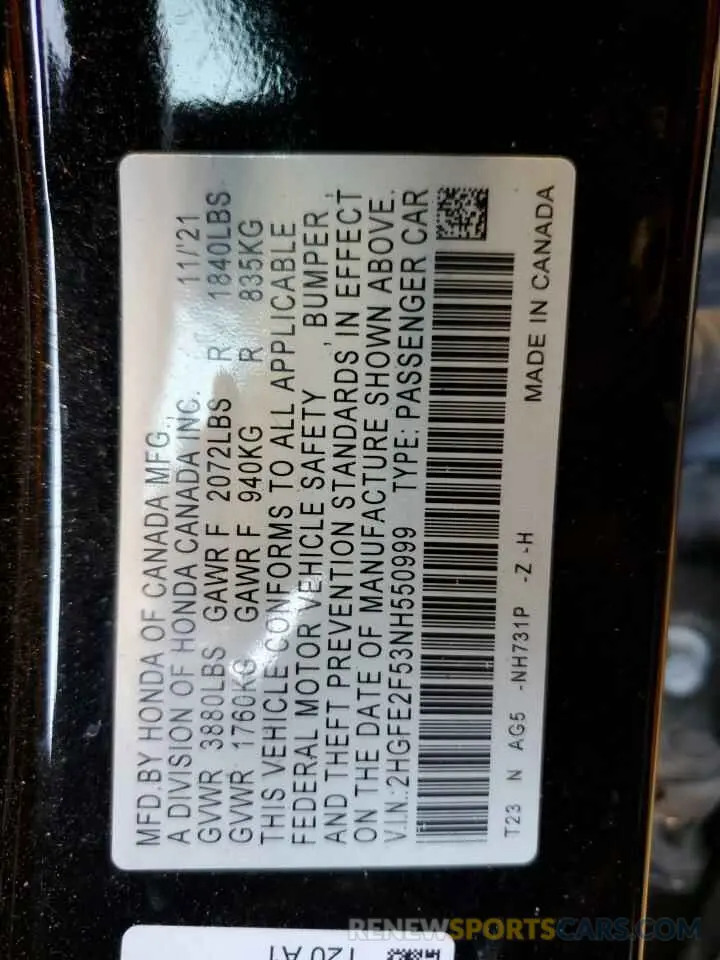 MFD.BY HONDA OF CANADA MFG.,
A DIVISION OF HONDA CANADA INC. 11/'21
GVWR 3880LBS GAWR F 2072LBS R 1840LBS
GVWR 1760KG GAWR F 940KG R 835KG
THIS VEHICLE CONFORMS TO ALL APPLICABLE
FEDERAL MOTOR VEHICLE SAFETY , BUMPER ,
AND THEFT PREVENTION STANDARDS IN EFFECT
ON THE DATE OF MANUFACTURE SHOWN ABOVE.
V.I.N.:2HGFE2F53NH550999 TYPE: PASSENGER CAR
T23 N AG5 -NH731P -Z -H
MADE IN CANADA
RENEWSPORTSCARS.COM